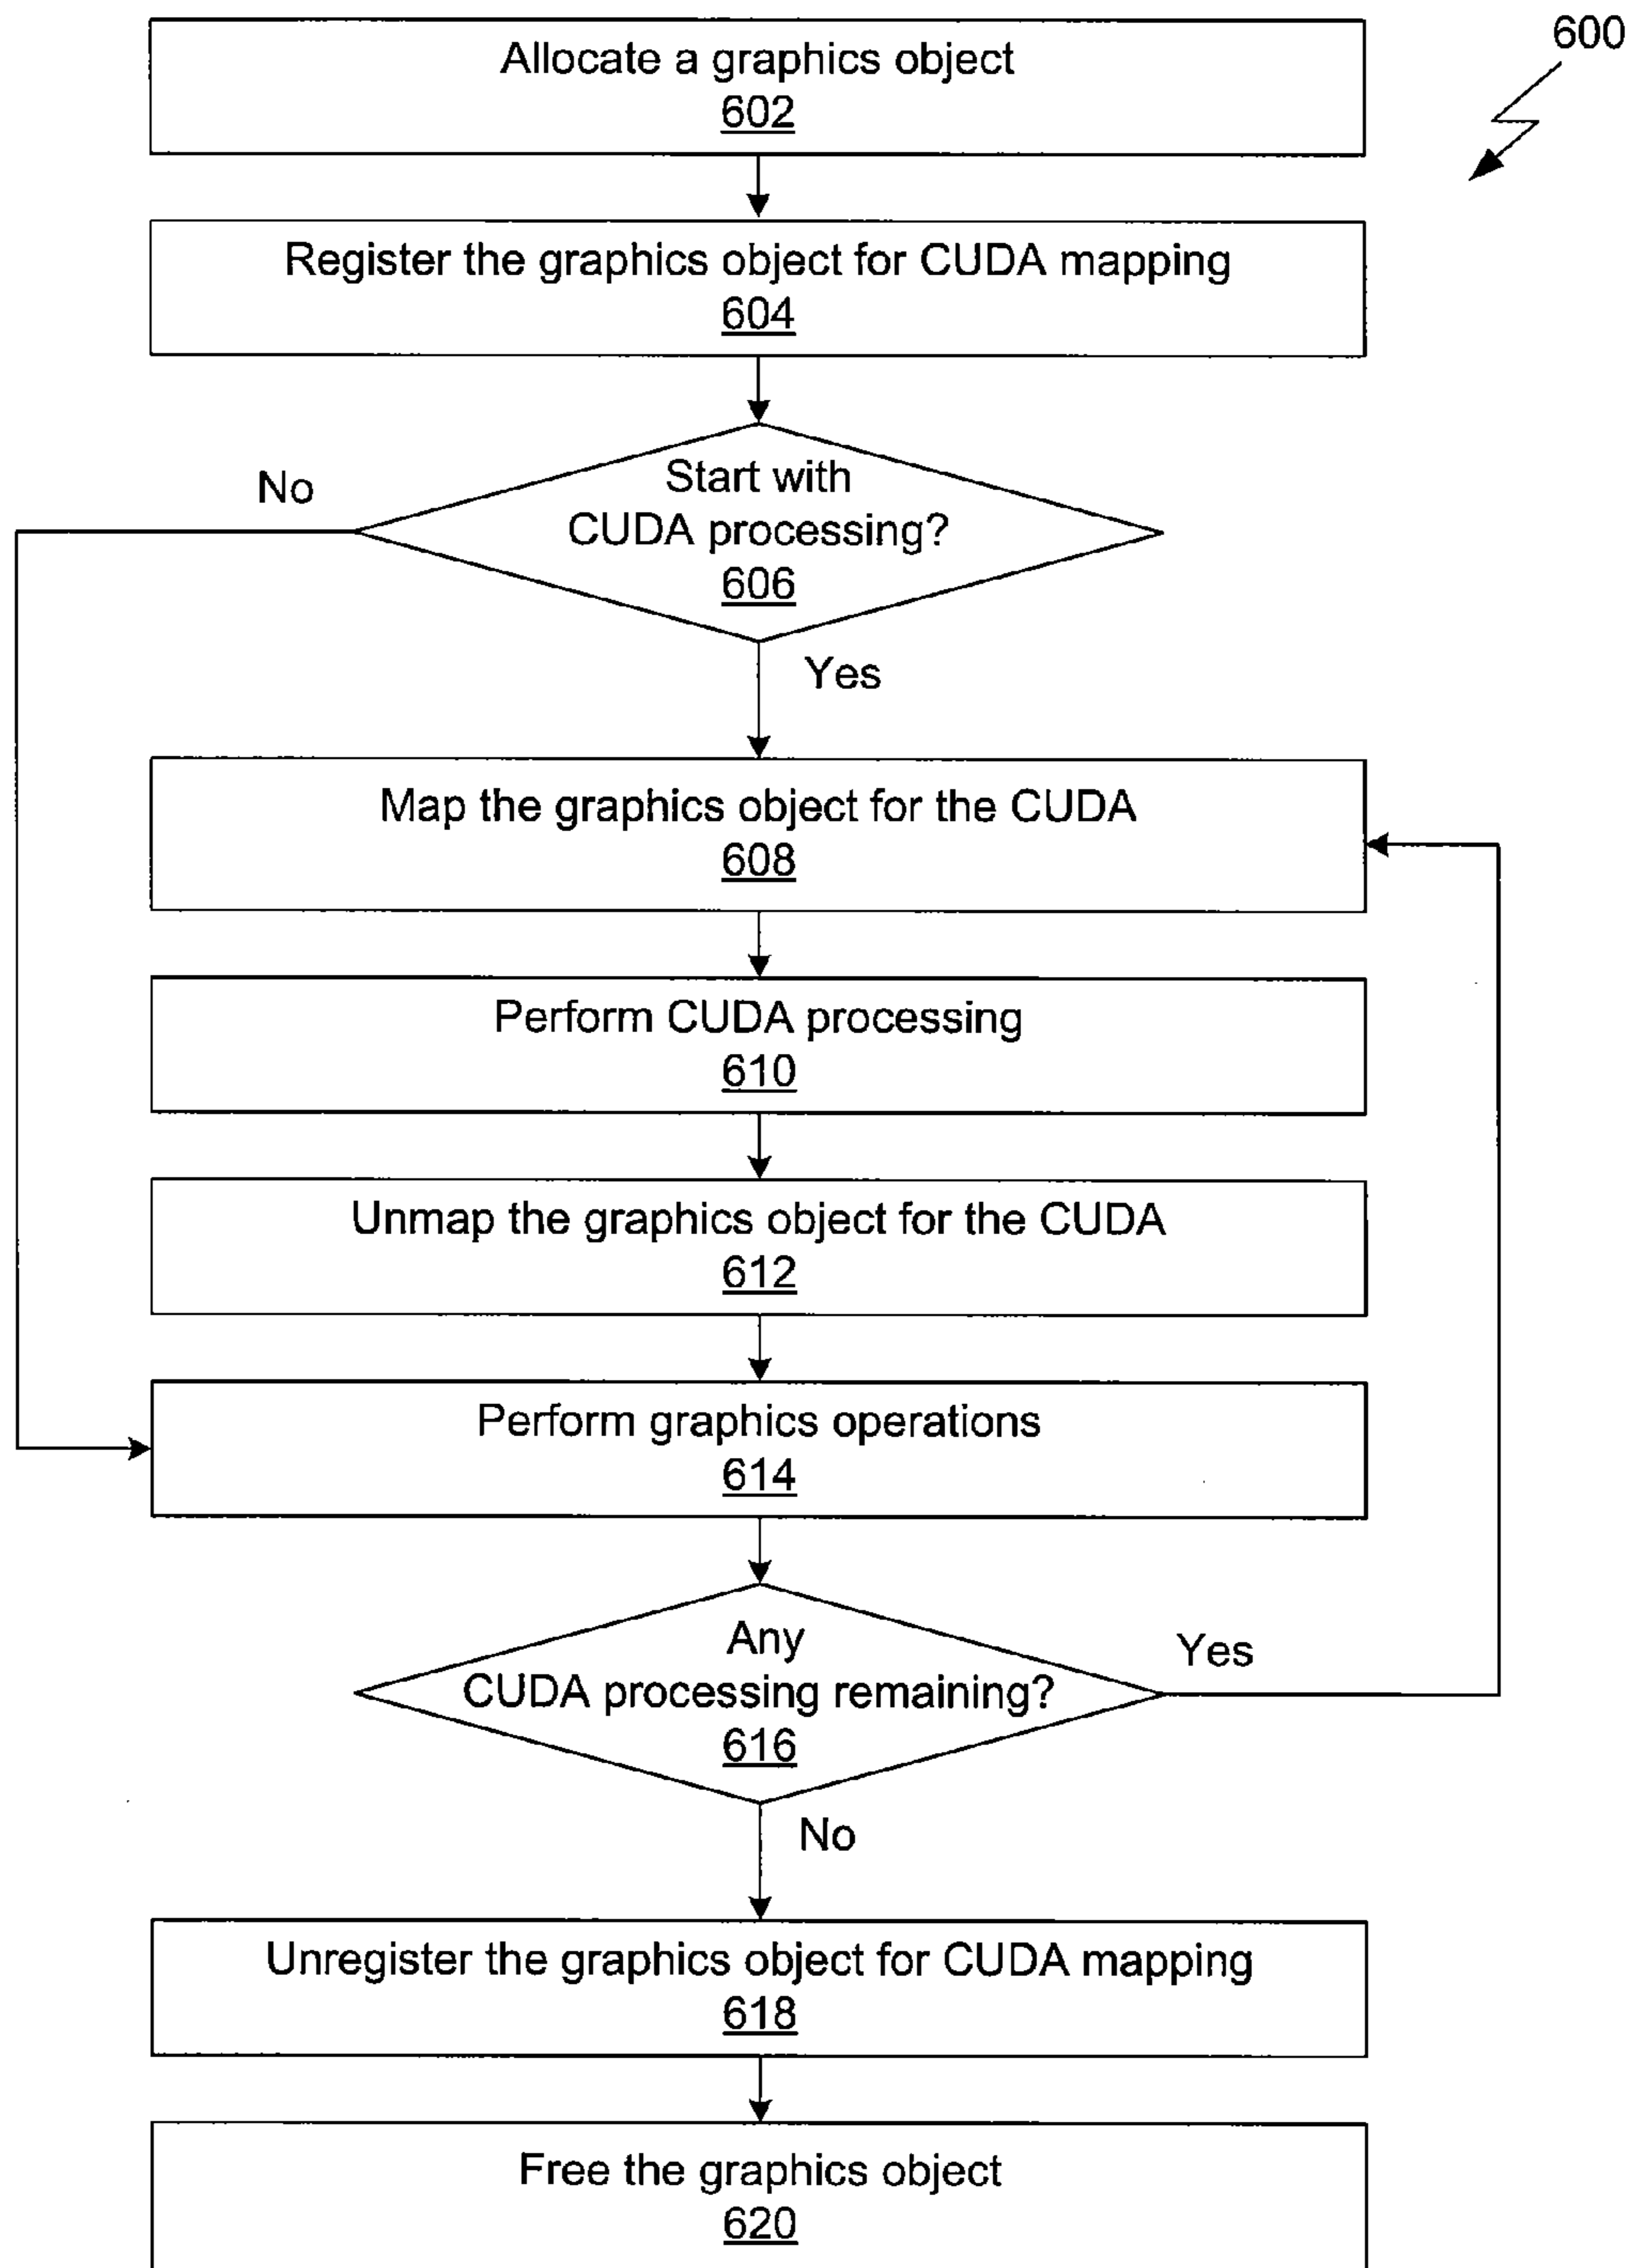 600
Allocate a graphics object
602
Register the graphics object for CUDA mapping
604
Start with
CUDA processing?
606
No
Yes
Map the graphics object for the CUDA
608
Perform CUDA processing
610
Unmap the graphics object for the CUDA
612
Perform graphics operations
614
Any
CUDA processing remaining?
616
Yes
No
Unregister the graphics object for CUDA mapping
618
Free the graphics object
620